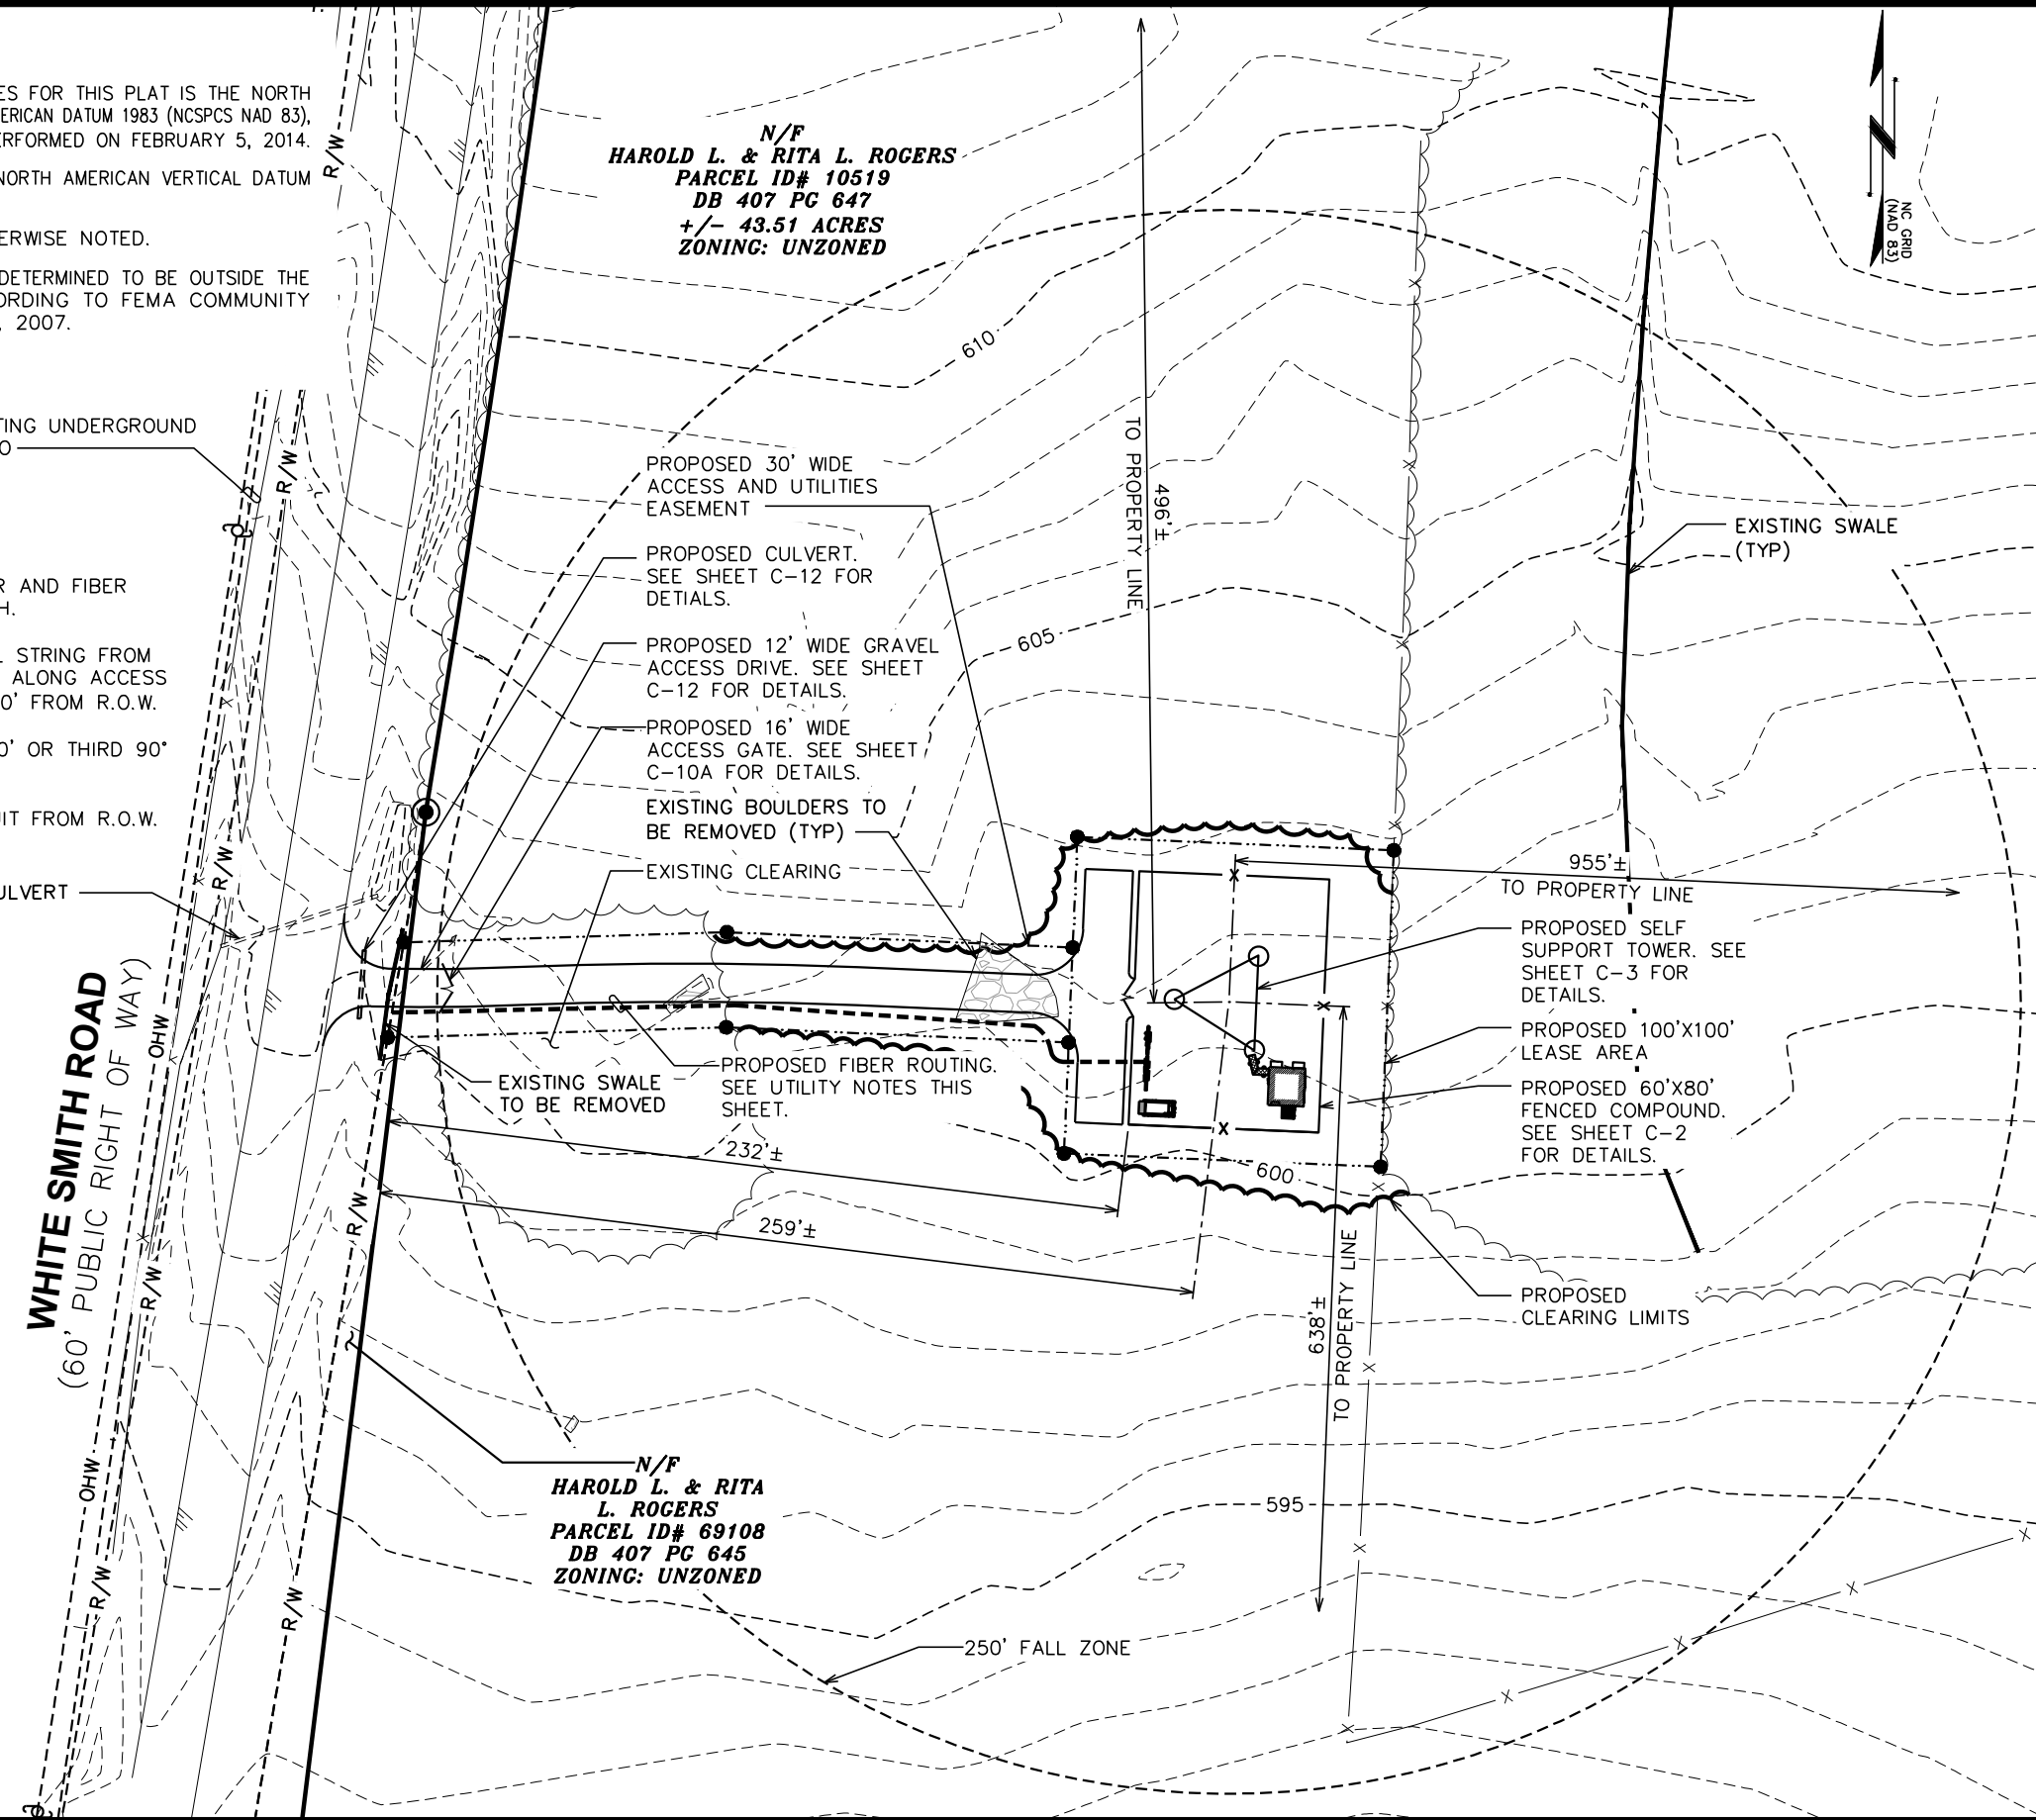 ES FOR THIS PLAT IS THE NORTH
ERICAN DATUM 1983 (NCSPCS NAD 83),
ERFORMED ON FEBRUARY 5, 2014.
NORTH AMERICAN VERTICAL DATUM
ERWISE NOTED.
DETERMINED TO BE OUTSIDE THE
ORDING TO FEMA COMMUNITY
, 2007.
TING UNDERGROUND
O
R AND FIBER
H.
L STRING FROM
ALONG ACCESS
0' FROM R.O.W.
0' OR THIRD 90°
IT FROM R.O.W.
ULVERT
R/W
R/W
R/W
R/W
R/W
R/W
R/W
OHW
OHW
WHITE SMITH ROAD
(60' PUBLIC RIGHT OF WAY)
N/F
HAROLD L. & RITA L. ROGERS
PARCEL ID# 10519
DB 407 PG 647
+/- 43.51 ACRES
ZONING: UNZONED
NC GRID
(NAD 83)
610
605
600
595
PROPOSED 30' WIDE
ACCESS AND UTILITIES
EASEMENT
PROPOSED CULVERT.
SEE SHEET C-12 FOR
DETIALS.
PROPOSED 12' WIDE GRAVEL
ACCESS DRIVE. SEE SHEET
C-12 FOR DETAILS.
PROPOSED 16' WIDE
ACCESS GATE. SEE SHEET
C-10A FOR DETAILS.
EXISTING BOULDERS TO
BE REMOVED (TYP)
EXISTING CLEARING
496'±
TO PROPERTY LINE
EXISTING SWALE
(TYP)
955'±
TO PROPERTY LINE
PROPOSED SELF
SUPPORT TOWER. SEE
SHEET C-3 FOR
DETAILS.
PROPOSED 100'X100'
LEASE AREA
PROPOSED 60'X80'
FENCED COMPOUND.
SEE SHEET C-2
FOR DETAILS.
EXISTING SWALE
TO BE REMOVED
PROPOSED FIBER ROUTING.
SEE UTILITY NOTES THIS
SHEET.
232'±
259'±
638'±
TO PROPERTY LINE
PROPOSED
CLEARING LIMITS
N/F
HAROLD L. & RITA
L. ROGERS
PARCEL ID# 69108
DB 407 PG 645
ZONING: UNZONED
250' FALL ZONE